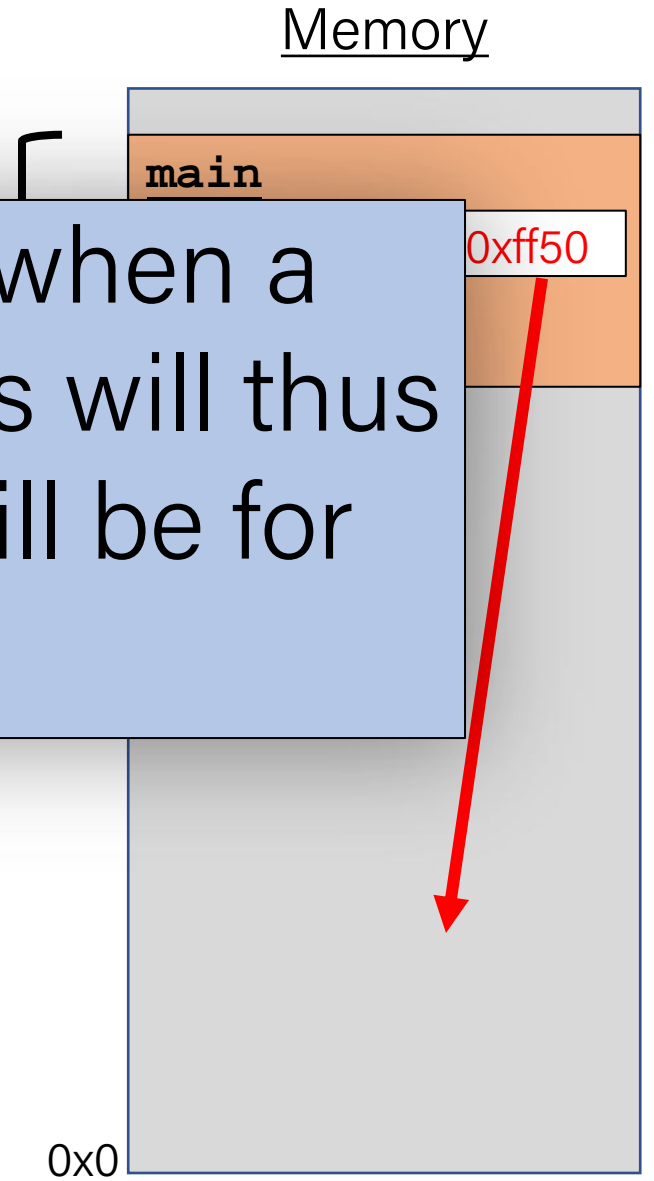 Memory
main
0xff50
when a
s will thus
ill be for
0x0